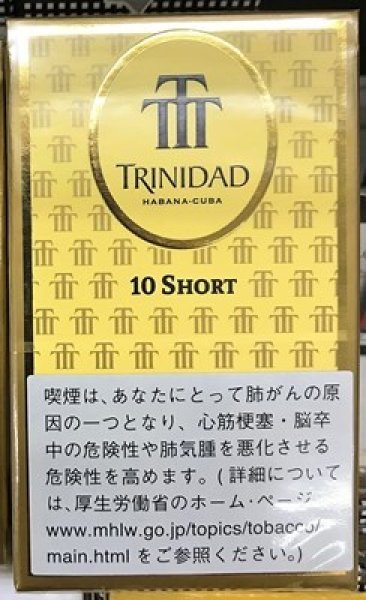 TRINIDAD
HABANA-CUBA
10 SHORT
喫煙は、あなたにとって肺がんの原
因の一つとなり、心筋梗塞・脳卒
中の危険性や肺気腫を悪化させる
危険性を高めます。(詳細について
は、厚生労働省のホーム・ページ
www.mhlw.go.jp/topics/tobacco/
main.html をご参照ください。)